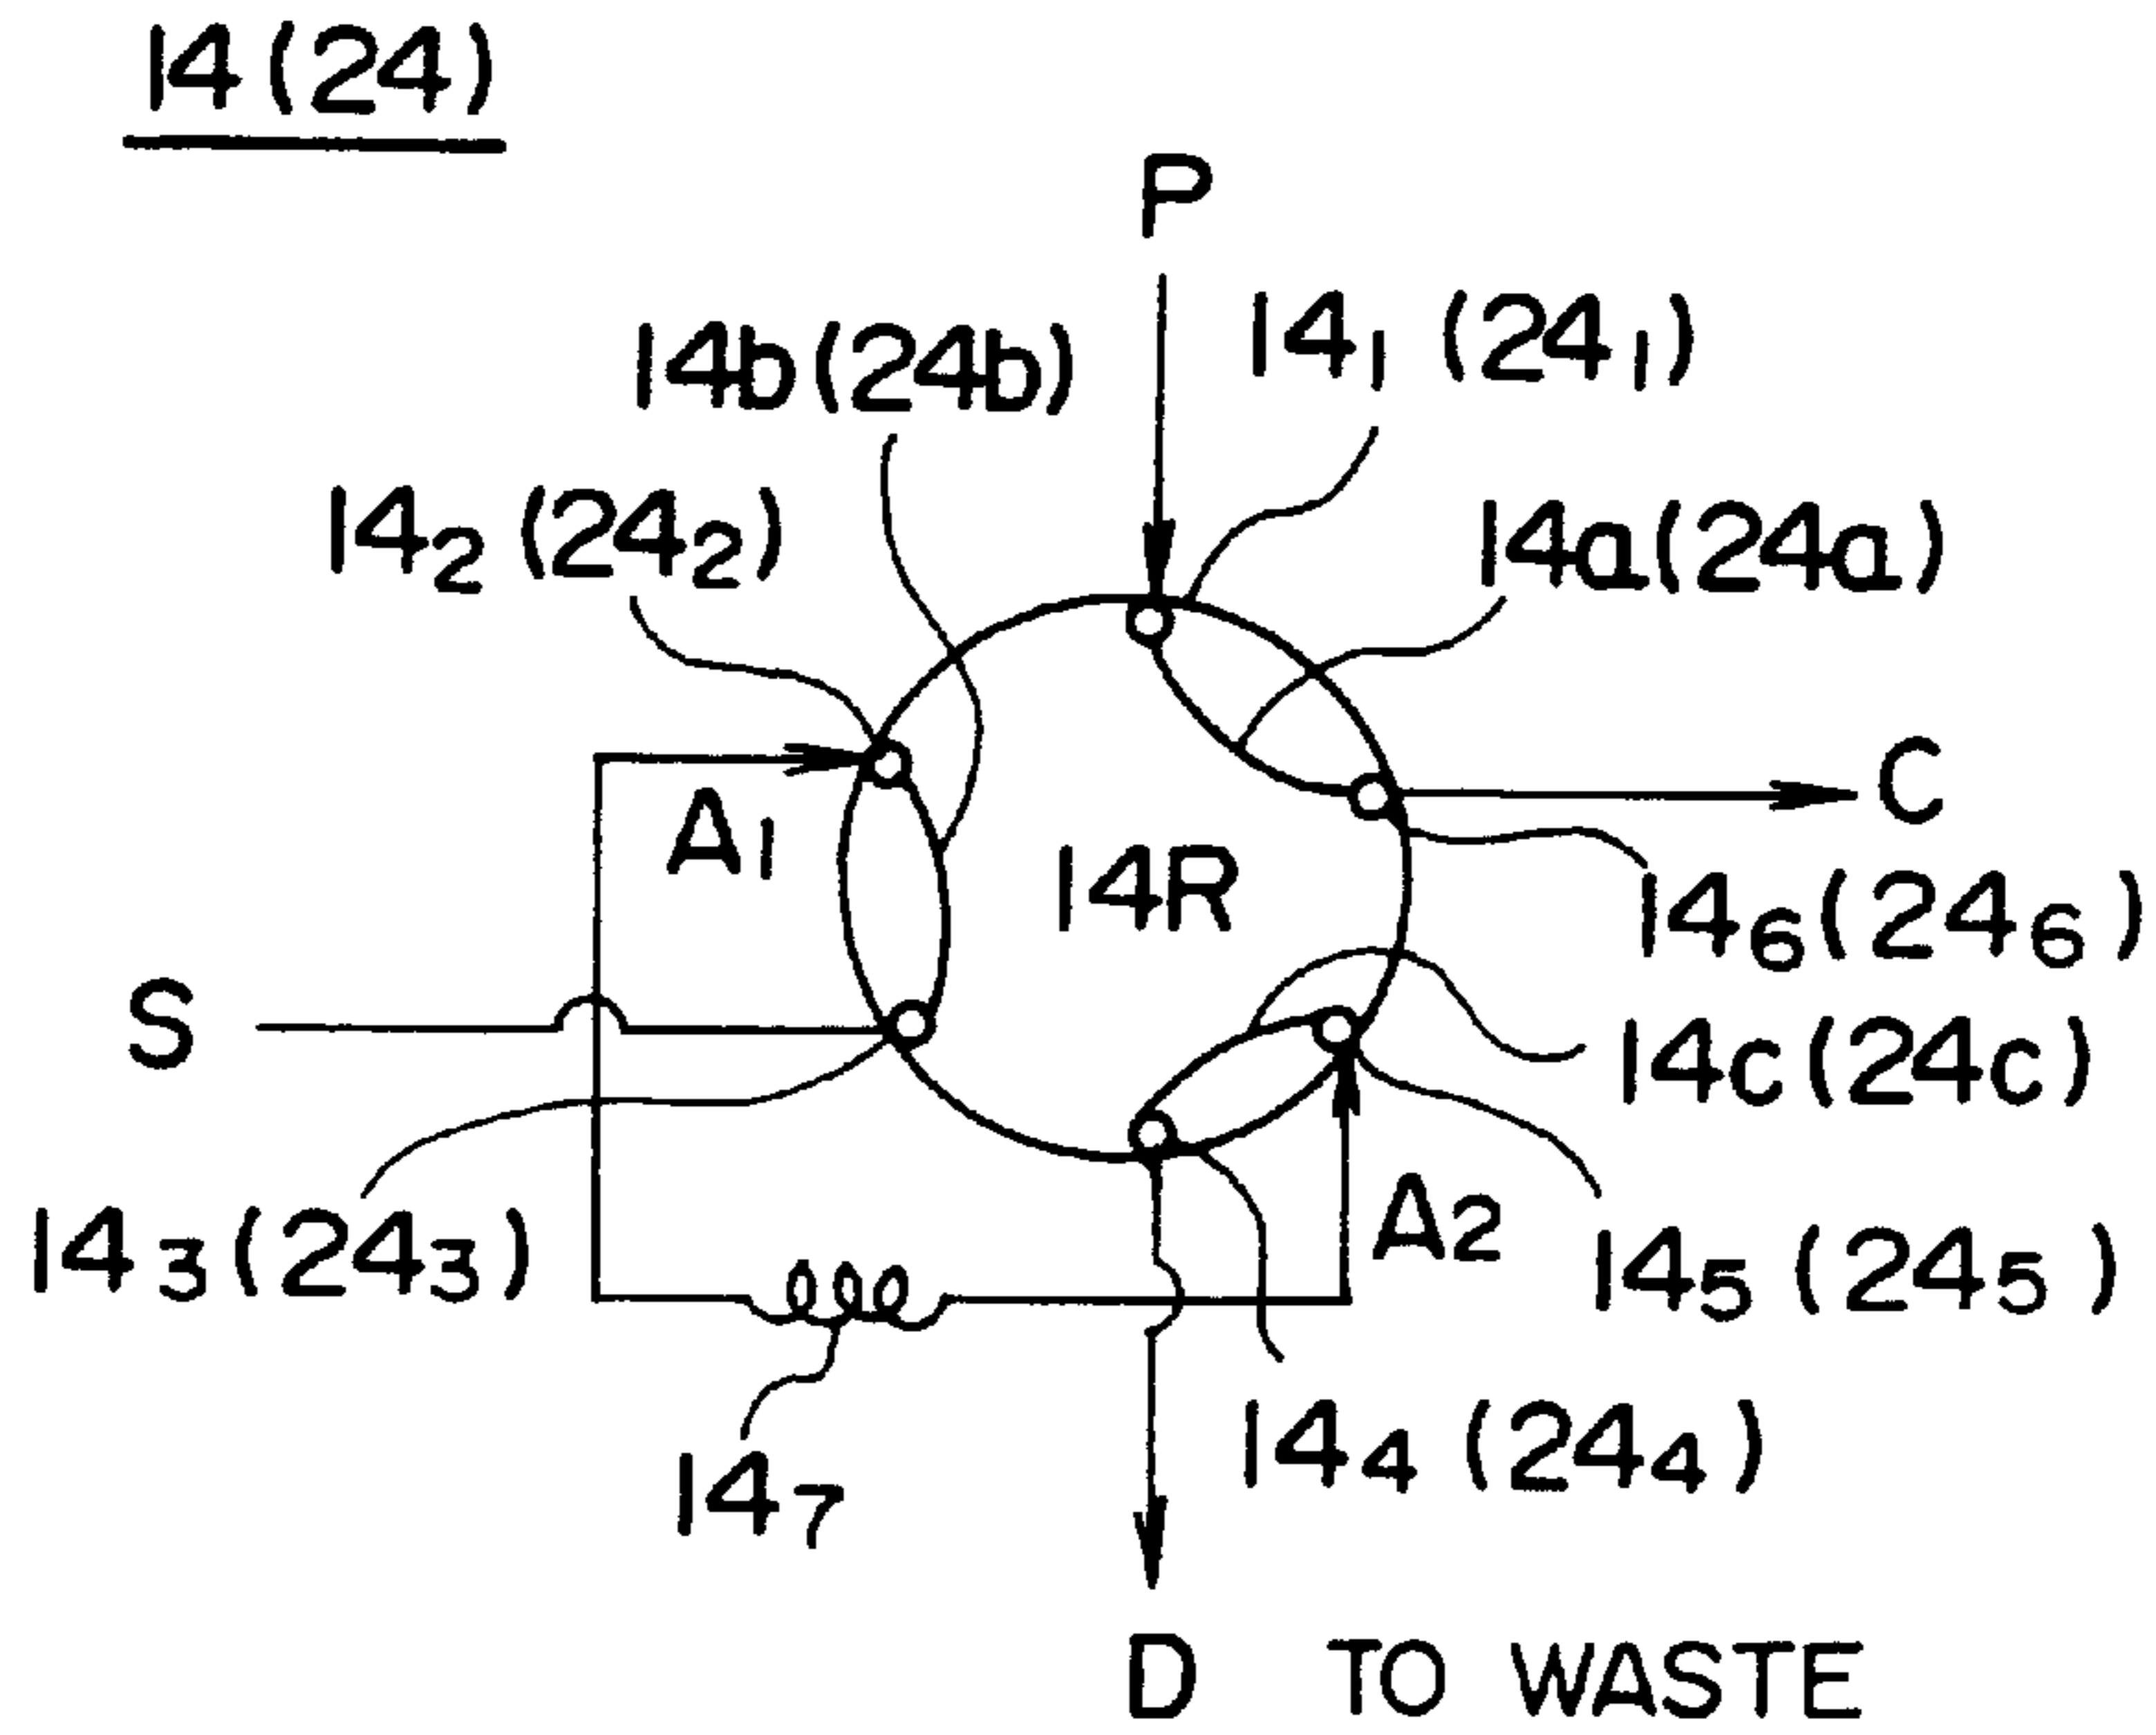 14(24)
P
14₁(24₁)
14b(24b)
14₂(24₂)
14a(24a)
C
A1
14R
14₆(24₆)
S
14c(24c)
A2
14₃(24₃)
14₅(24₅)
14₄(24₄)
14₇
D TO WASTE